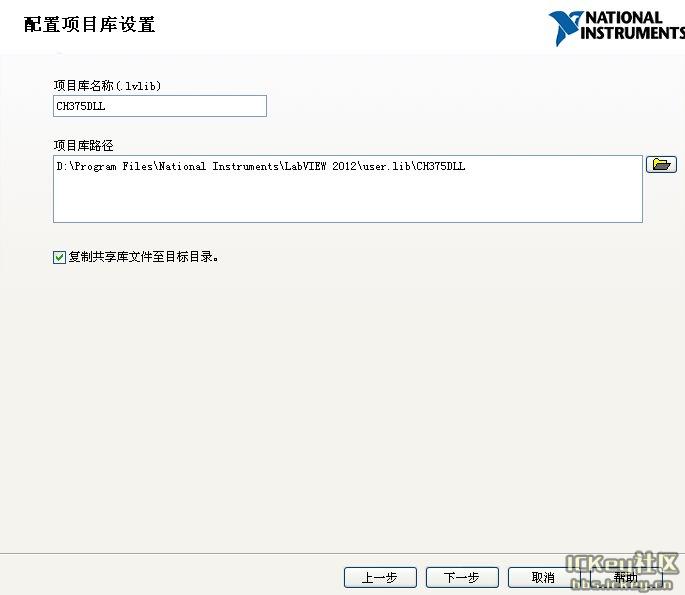 配置项目库设置
NATIONAL
INSTRUMENTS
项目库名称(.lvlib)
CH375DLL
项目库路径
D:\Program Files\National Instruments\LabVIEW 2012\user.lib\CH375DLL
复制共享库文件至目标目录。
上一步
下一步
取消
帮助
ICKey社区
bbs.ickey.cn